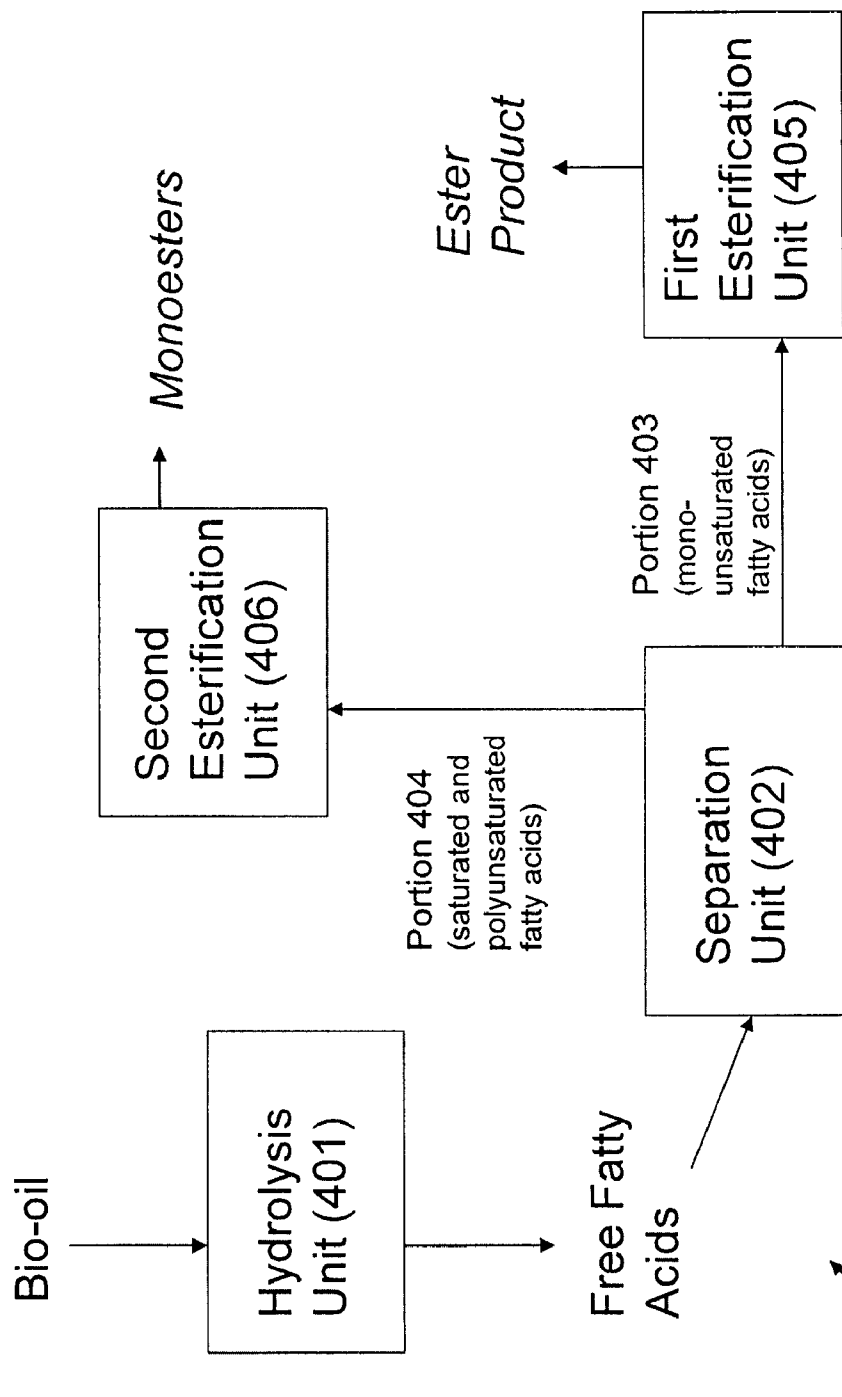 Bio-oil
Hydrolysis
Unit (401)
Free Fatty
Acids
Separation
Unit (402)
Portion 404
(saturated and
polyunsaturated
fatty acids)
Second
Esterification
Unit (406)
Monoesters
Portion 403
(mono-
unsaturated
fatty acids)
First
Esterification
Unit (405)
Ester
Product